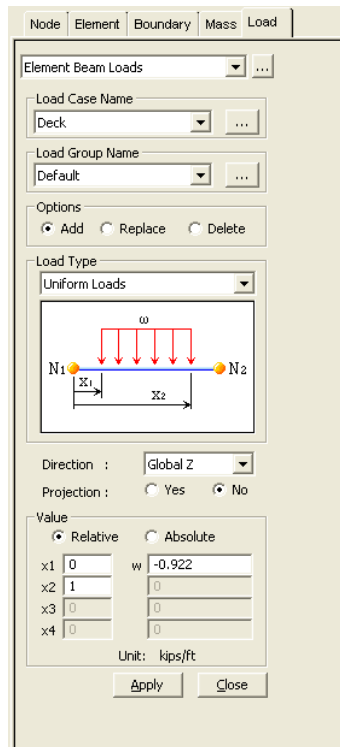 Node Element Boundary Mass Load
Element Beam Loads ...
Load Case Name
Deck ...
Load Group Name
Default ...
Options
Add Replace Delete
Load Type
Uniform Loads
ω
N1 N2
X1
X2
Direction : Global Z
Projection : Yes No
Value
Relative Absolute
x1 0 w -0.922
x2 1 0
x3 0 0
x4 0 0
Unit: kips/ft
Apply Close